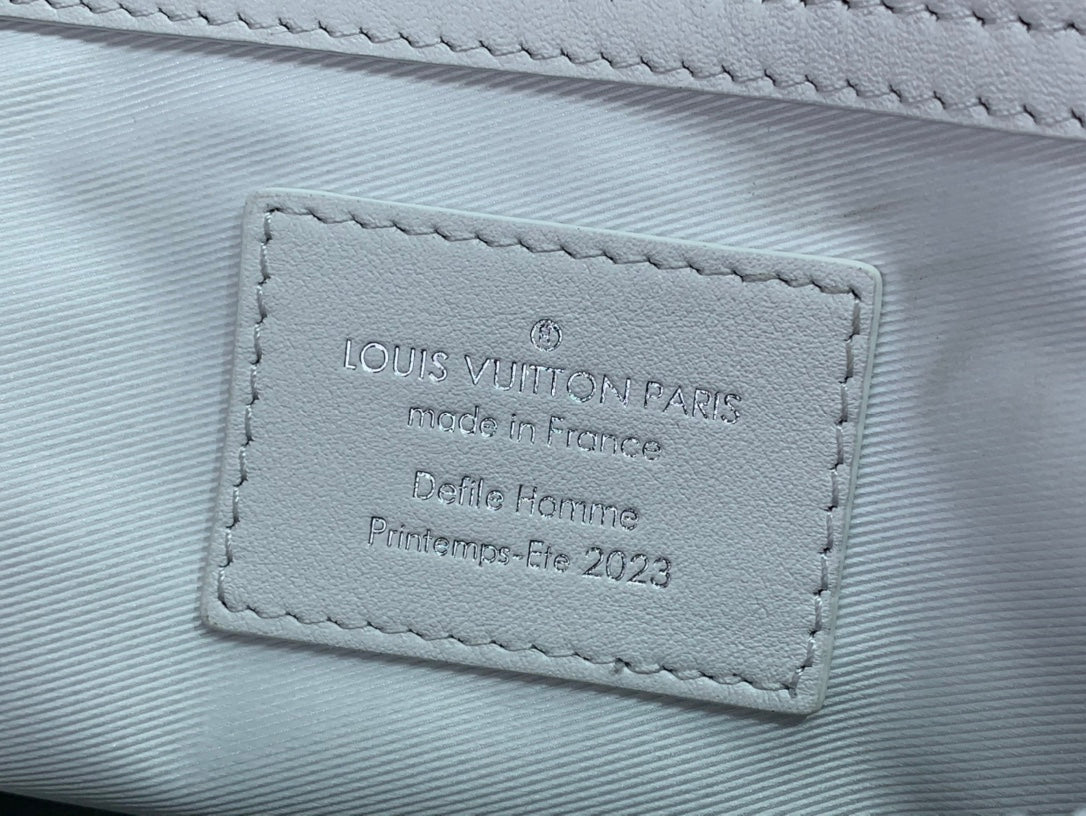 LOUIS VUITTON PARIS
made in France
Defile Homme
Printemps-Ete 2023